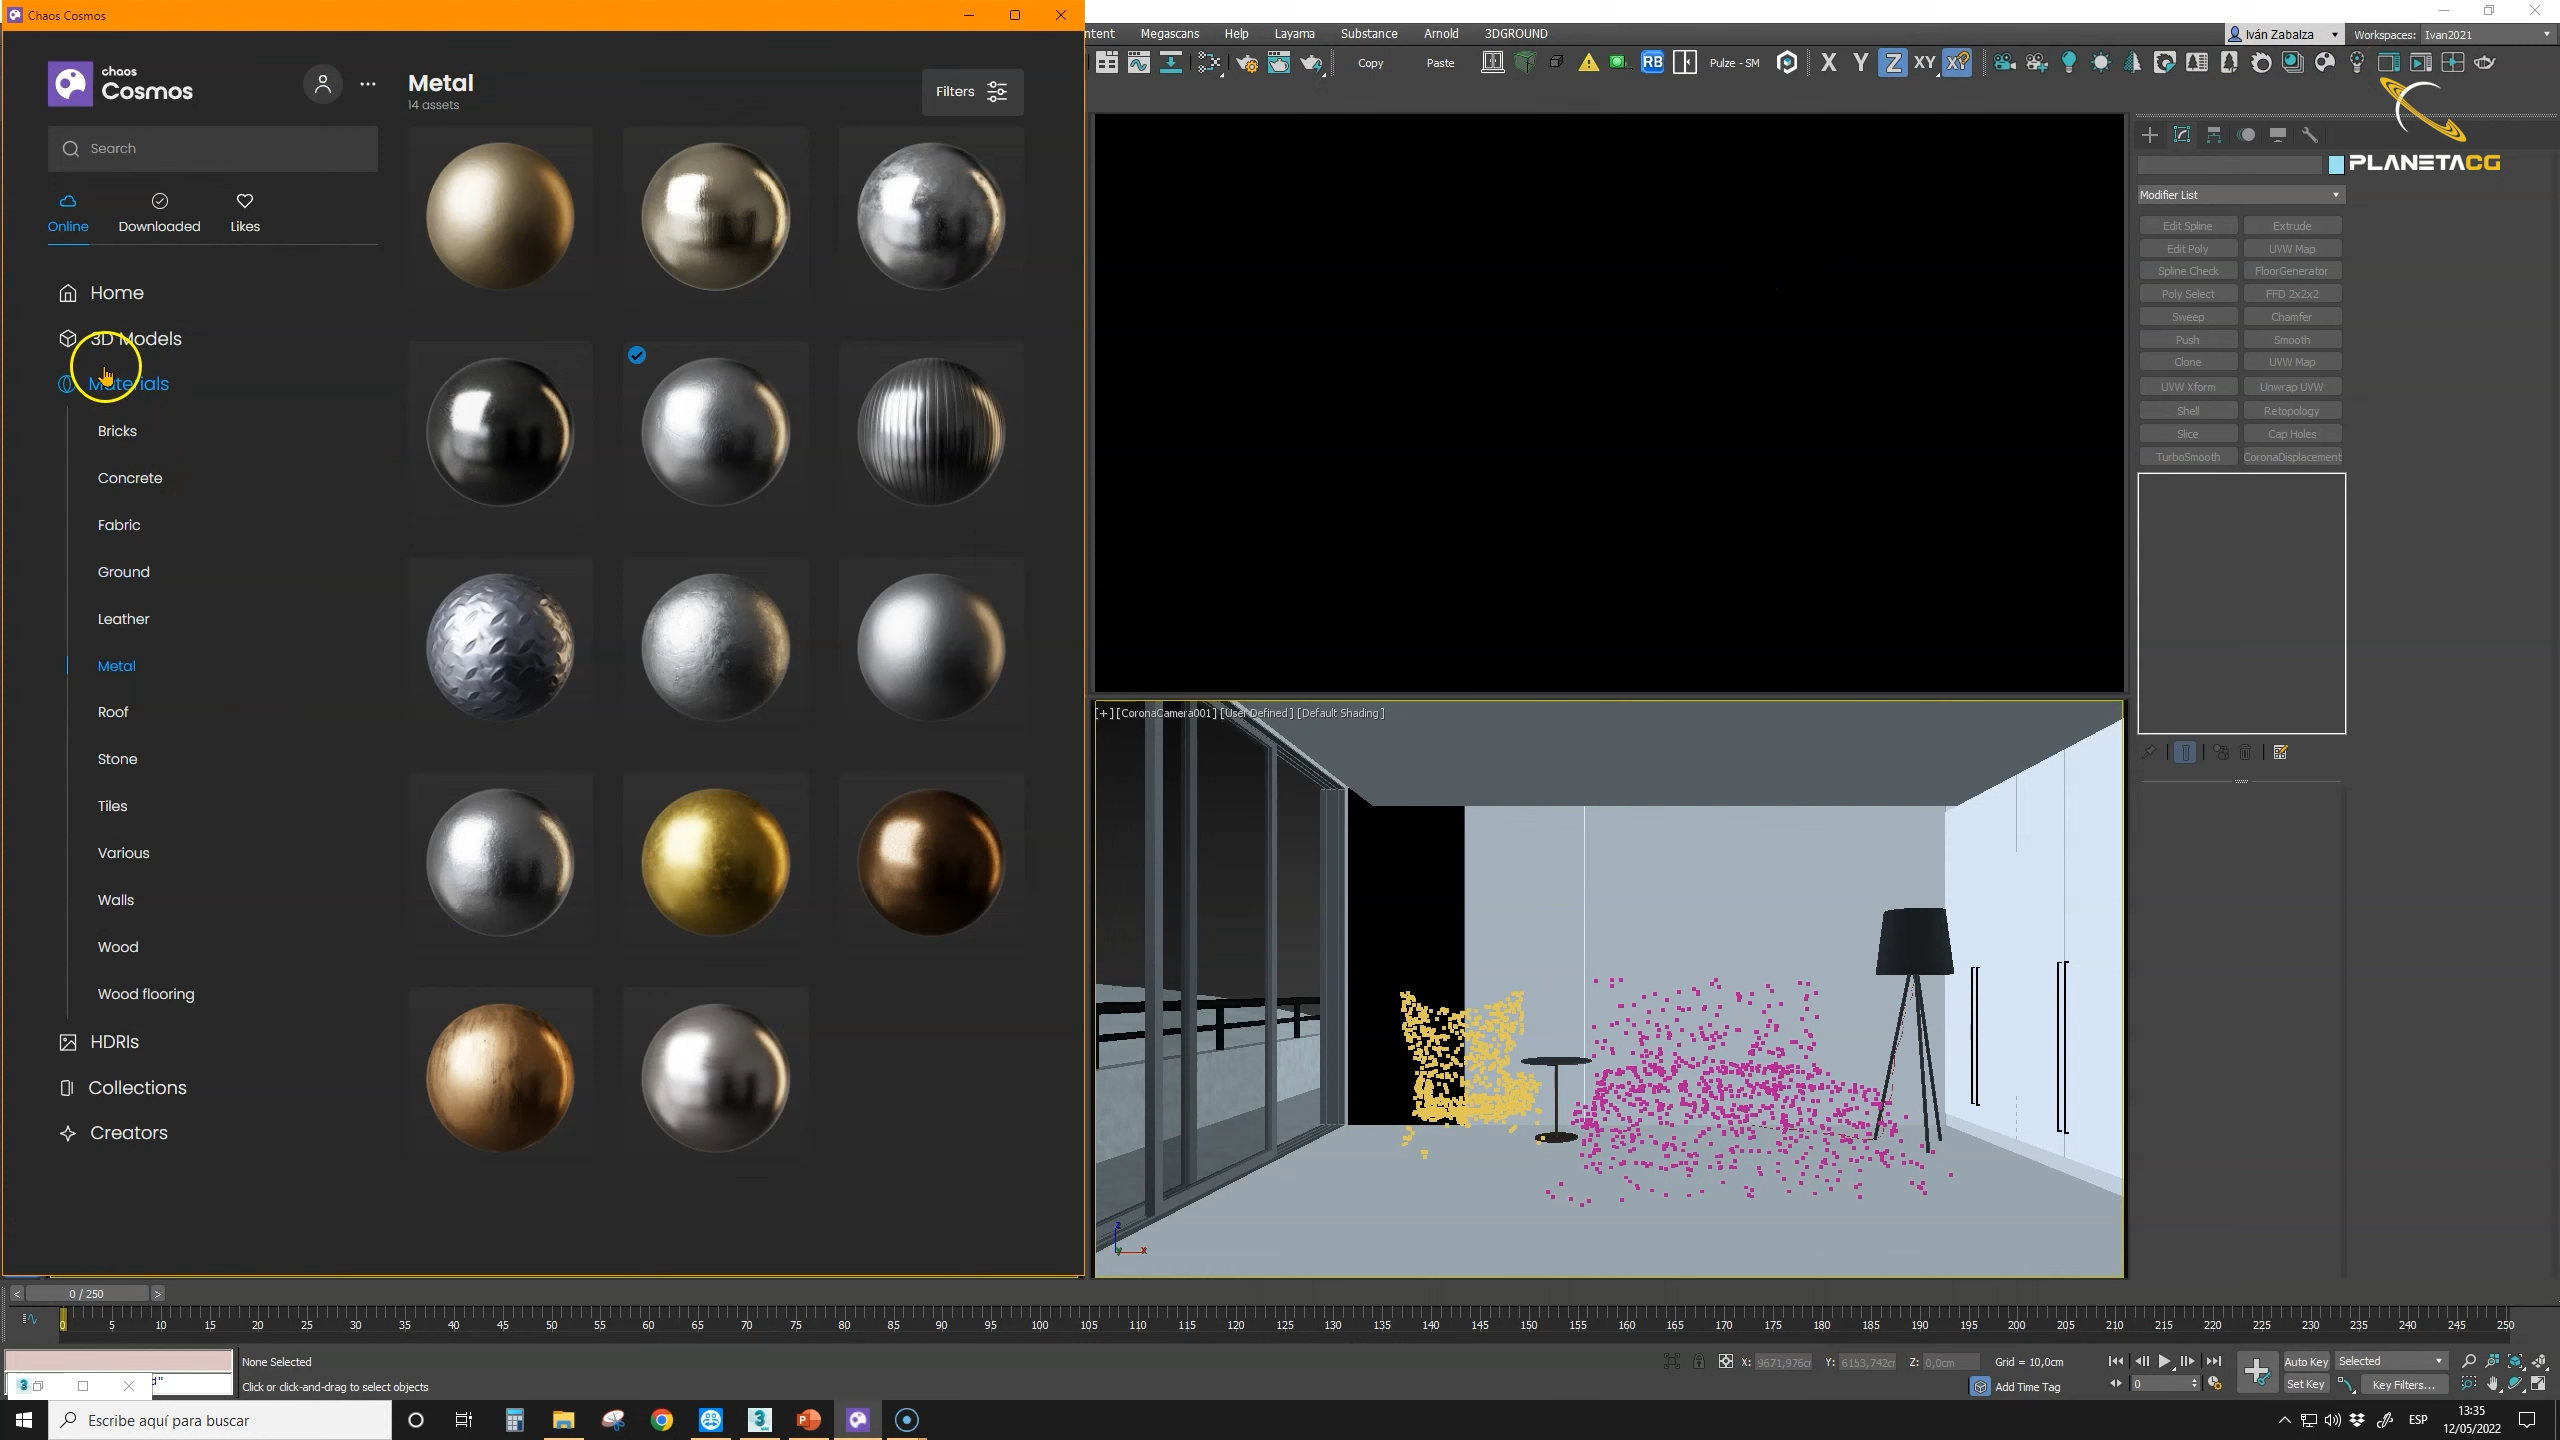 Chaos Cosmos
chaos
Cosmos
Metal
14 assets
Filters
Search
Online
Downloaded
Likes
Home
3D Models
Materials
Bricks
Concrete
Fabric
Ground
Leather
Metal
Roof
Stone
Tiles
Various
Walls
Wood
Wood flooring
HDRIs
Collections
Creators
ntent Megascans Help Layama Substance Arnold 3DGROUND
Iván Zabalza
Workspaces: Ivan2021
Copy Paste RB Pulze - SM X Y Z XY
PLANETACG
Modifier List
Edit Spline Extrude
Edit Poly UVW Map
Spline Check FloorGenerator
Poly Select FFD 2x2x2
Sweep Chamfer
Push Smooth
Clone UVW Map
UVW Xform Unwrap UVW
Shell Retopology
Slice Cap Holes
TurboSmooth CoronaDisplacement
[+] [CoronaCamera001] [User Defined] [Default Shading]
z
x
< 0 / 250 >
0 5 10 15 20 25 30 35 40 45 50 55 60 65 70 75 80 85 90 95 100 105 110 115 120 125 130 135 140 145 150 155 160 165 170 175 180 185 190 195 200 205 210 215 220 225 230 235 240 245 250
None Selected
Click or click-and-drag to select objects
X: 9671,976cm Y: 6153,742cm Z: 0,0cm Grid = 10,0cm
Add Time Tag
0
Auto Key Selected
Set Key Key Filters...
Escribe aquí para buscar
ESP
13:35
12/05/2022